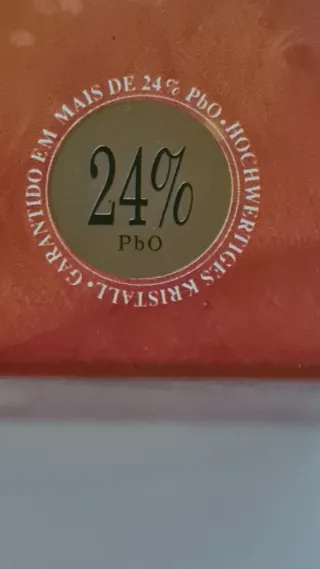 GARANTIDO EM MAIS DE 24% PbO • HOCHWERTIGES KRISTALL •
24%
PbO